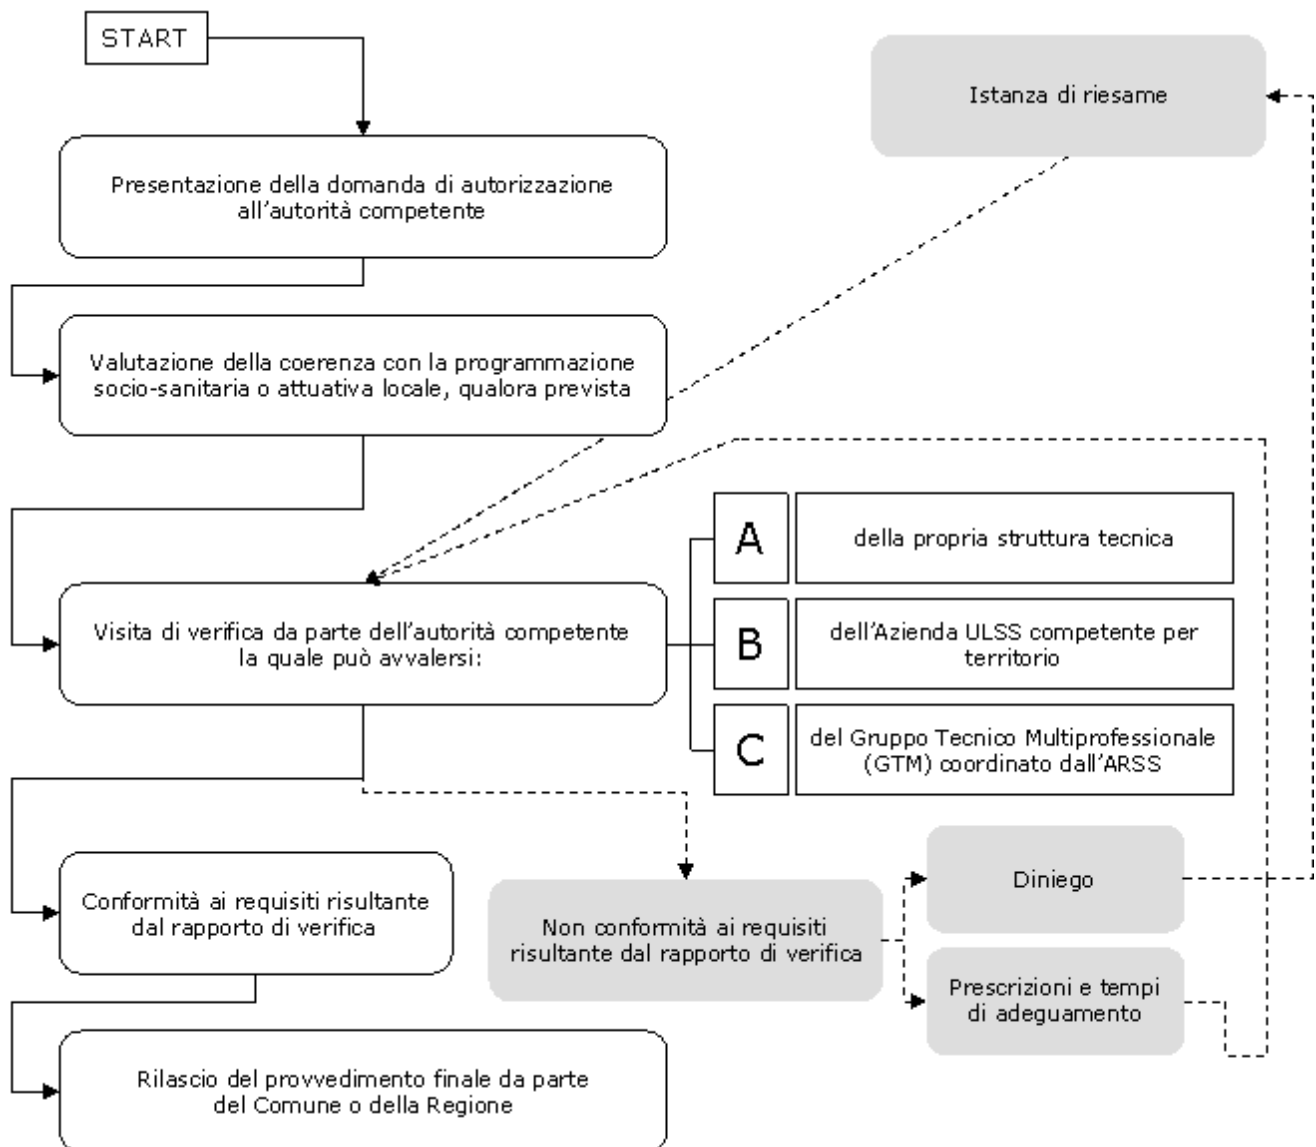 START
Istanza di riesame
Presentazione della domanda di autorizzazione
all'autorità competente
Valutazione della coerenza con la programmazione
socio-sanitaria o attuativa locale, qualora prevista
Visita di verifica da parte dell'autorità competente
la quale può avvalersi:
A
della propria struttura tecnica
B
dell'Azienda ULSS competente per
territorio
C
del Gruppo Tecnico Multiprofessionale
(GTM) coordinato dall'ARSS
Conformità ai requisiti risultante
dal rapporto di verifica
Non conformità ai requisiti
risultante dal rapporto di verifica
Diniego
Prescrizioni e tempi
di adeguamento
Rilascio del provvedimento finale da parte
del Comune o della Regione